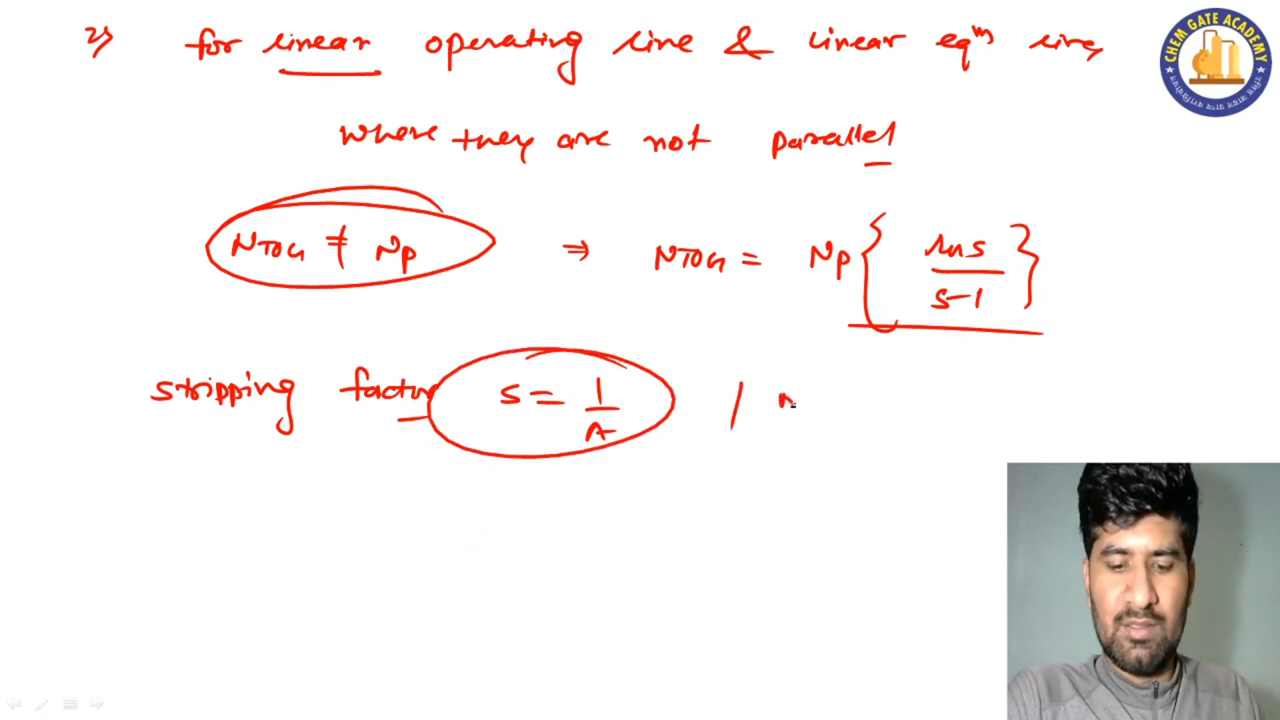 2) for linear operating line & linear eqm line,
CHEM GATE ACADEMY
where they are not parallel
NTOG ≠ Np ⇒ NTOG = Np { ln s / s-1 }
stripping factor s = 1 / A /